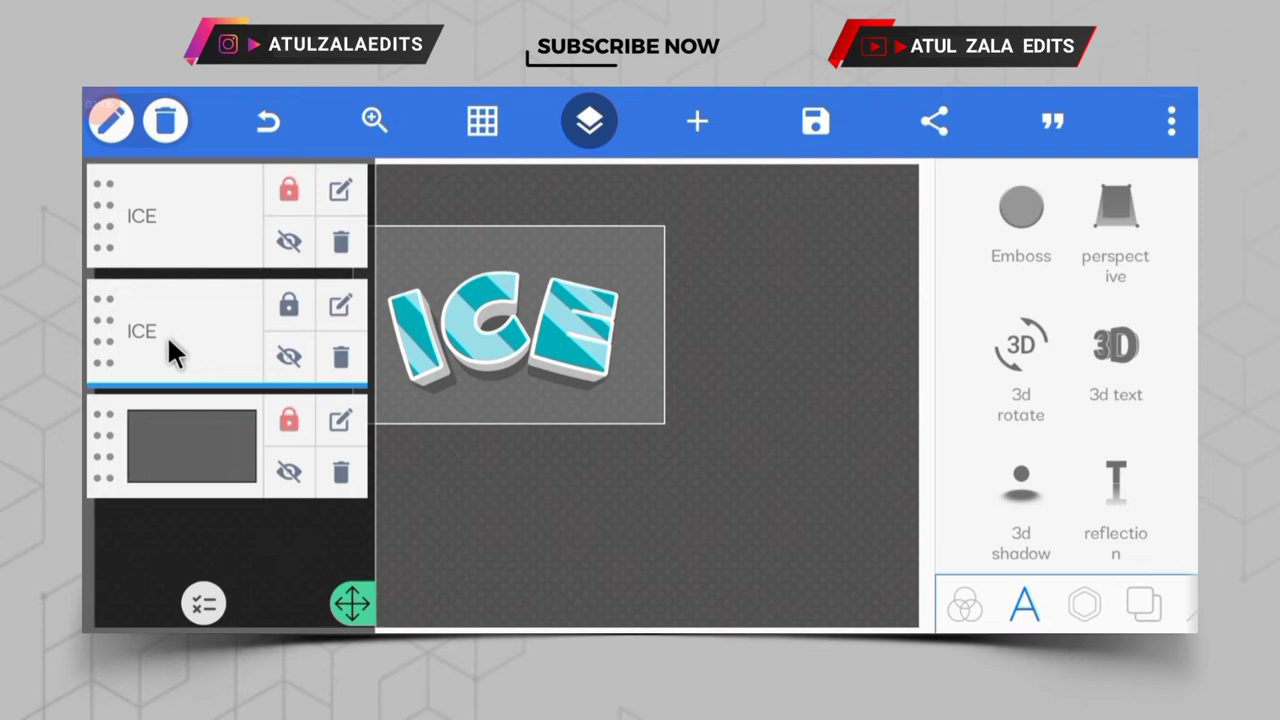 ATULZALAEDITS
SUBSCRIBE NOW
ATUL ZALA EDITS
ICE
ICE
ICE
Emboss
perspect
ive
3D
3d
rotate
3D
3d text
3d
shadow
reflectio
n